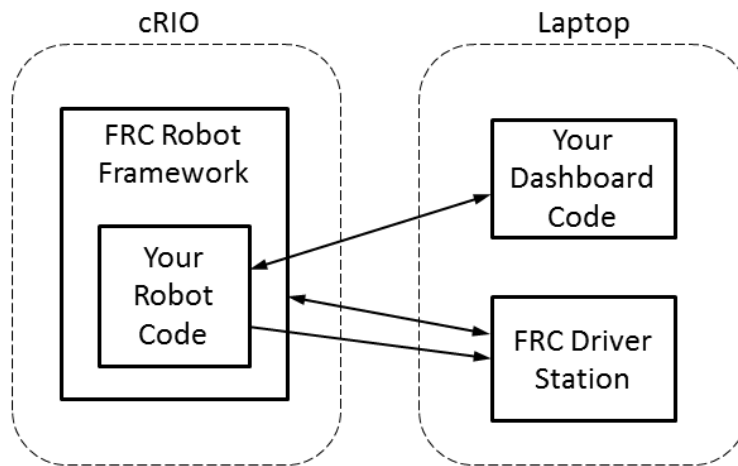 cRIO
FRC Robot
Framework
Your
Robot
Code
Laptop
Your
Dashboard
Code
FRC Driver
Station